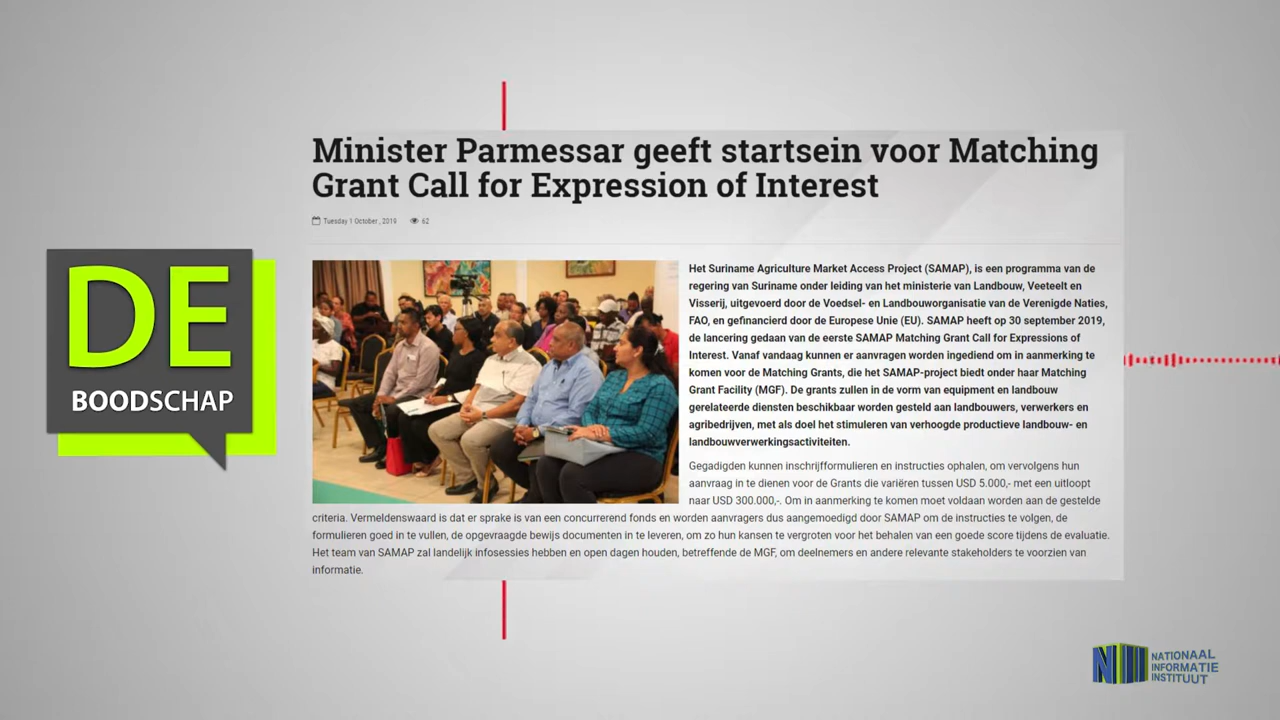 Minister Parmessar geeft startsein voor Matching
Grant Call for Expression of Interest
Tuesday 1 October , 2019 62
DE
BOODSCHAP
Het Suriname Agriculture Market Access Project (SAMAP), is een programma van de
regering van Suriname onder leiding van het ministerie van Landbouw, Veeteelt en
Visserij, uitgevoerd door de Voedsel- en Landbouworganisatie van de Verenigde Naties,
FAO, en gefinancierd door de Europese Unie (EU). SAMAP heeft op 30 september 2019,
de lancering gedaan van de eerste SAMAP Matching Grant Call for Expressions of
Interest. Vanaf vandaag kunnen er aanvragen worden ingediend om in aanmerking te
komen voor de Matching Grants, die het SAMAP-project biedt onder haar Matching
Grant Facility (MGF). De grants zullen in de vorm van equipment en landbouw
gerelateerde diensten beschikbaar worden gesteld aan landbouwers, verwerkers en
agribedrijven, met als doel het stimuleren van verhoogde productieve landbouw- en
landbouwverwerkingsactiviteiten.
Gegadigden kunnen inschrijfformulieren en instructies ophalen, om vervolgens hun
aanvraag in te dienen voor de Grants die variëren tussen USD 5.000,- met een uitloopt
naar USD 300.000,-. Om in aanmerking te komen moet voldaan worden aan de gestelde
criteria. Vermeldenswaard is dat er sprake is van een concurrerend fonds en worden aanvragers dus aangemoedigd door SAMAP om de instructies te volgen, de
formulieren goed in te vullen, de opgevraagde bewijs documenten in te leveren, om zo hun kansen te vergroten voor het behalen van een goede score tijdens de evaluatie.
Het team van SAMAP zal landelijk infosessies hebben en open dagen houden, betreffende de MGF, om deelnemers en andere relevante stakeholders te voorzien van
informatie.
NII NATIONAAL
INFORMATIE
INSTITUUT